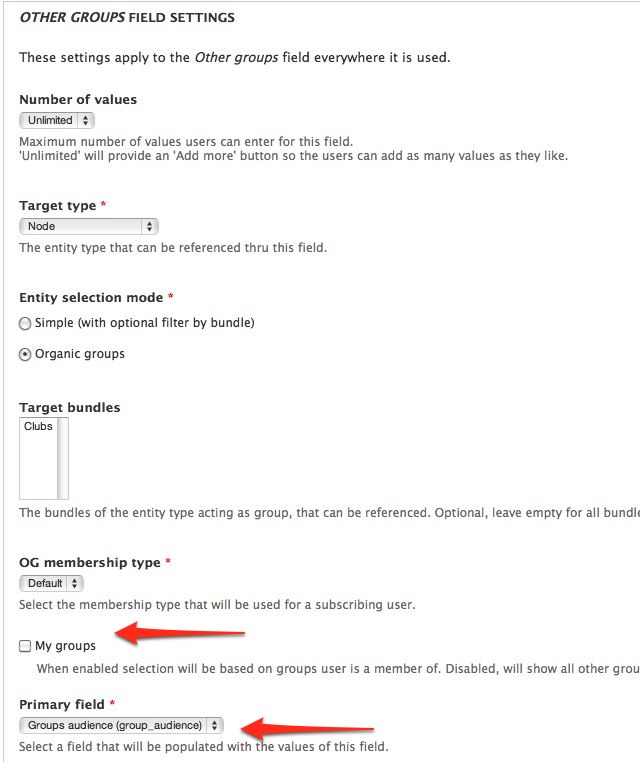 OTHER GROUPS FIELD SETTINGS
These settings apply to the Other groups field everywhere it is used.
Number of values
Unlimited
Maximum number of values users can enter for this field.
'Unlimited' will provide an 'Add more' button so the users can add as many values as they like.
Target type *
Node
The entity type that can be referenced thru this field.
Entity selection mode *
Simple (with optional filter by bundle)
Organic groups
Target bundles
Clubs
The bundles of the entity type acting as group, that can be referenced. Optional, leave empty for all bundle
OG membership type *
Default
Select the membership type that will be used for a subscribing user.
My groups
When enabled selection will be based on groups user is a member of. Disabled, will show all other grou
Primary field *
Groups audience (group_audience)
Select a field that will be populated with the values of this field.